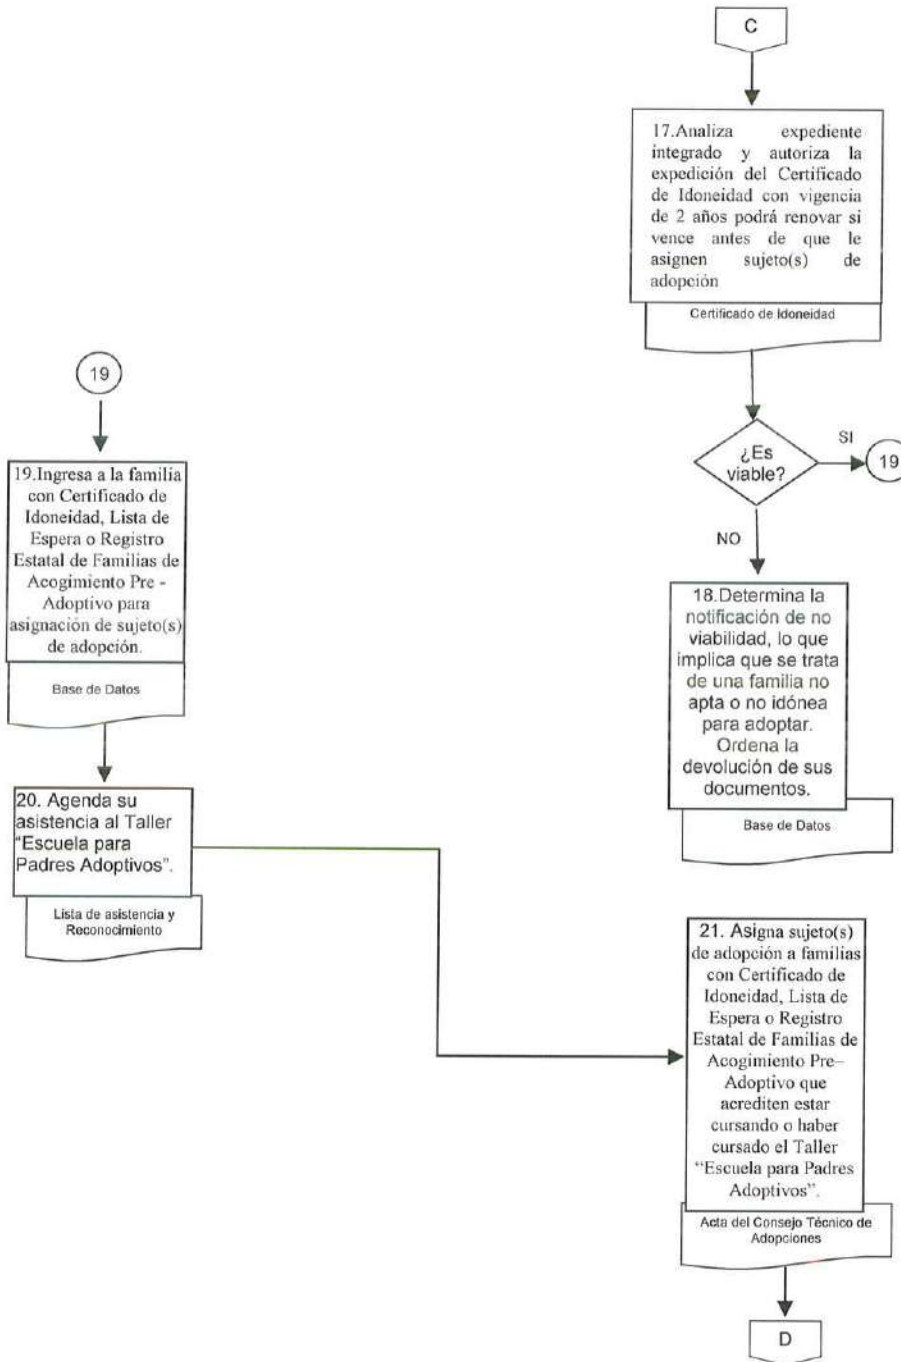 C
17.Analiza expediente
integrado y autoriza la
expedición del Certificado
de Idoneidad con vigencia
de 2 años podrá renovar si
vence antes de que le
asignen sujeto(s) de
adopción
Certificado de Idoneidad
¿Es
viable?
SI
19
NO
18.Determina la
notificación de no
viabilidad, lo que
implica que se trata
de una familia no
apta o no idónea
para adoptar.
Ordena la
devolución de sus
documentos.
Base de Datos
19
19.Ingresa a la familia
con Certificado de
Idoneidad, Lista de
Espera o Registro
Estatal de Familias de
Acogimiento Pre -
Adoptivo para
asignación de sujeto(s)
de adopción.
Base de Datos
20. Agenda su
asistencia al Taller
"Escuela para
Padres Adoptivos".
Lista de asistencia y
Reconocimiento
21. Asigna sujeto(s)
de adopción a familias
con Certificado de
Idoneidad, Lista de
Espera o Registro
Estatal de Familias de
Acogimiento Pre–
Adoptivo que
acrediten estar
cursando o haber
cursado el Taller
“Escuela para Padres
Adoptivos”.
Acta del Consejo Técnico de
Adopciones
D